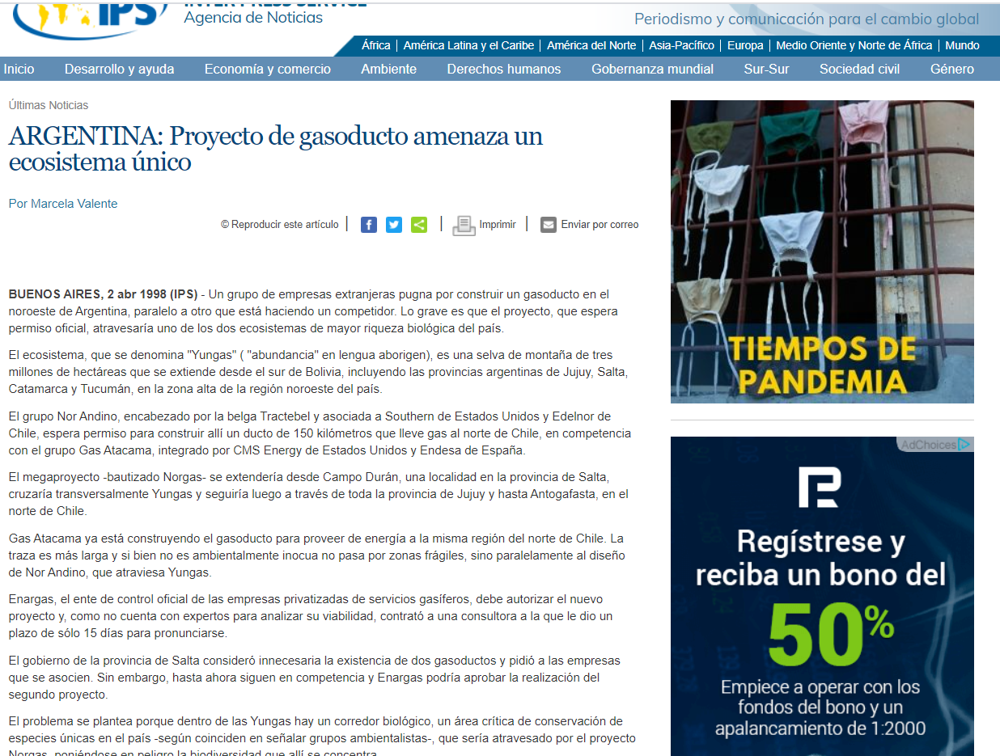 INTER PRESS SERVICE
IPS
Agencia de Noticias
Periodismo y comunicación para el cambio global
África | América Latina y el Caribe | América del Norte | Asia-Pacífico | Europa | Medio Oriente y Norte de África | Mundo
Inicio Desarrollo y ayuda Economía y comercio Ambiente Derechos humanos Gobernanza mundial Sur-Sur Sociedad civil Género
Últimas Noticias
ARGENTINA: Proyecto de gasoducto amenaza un
ecosistema único
Por Marcela Valente
© Reproducir este artículo | | Imprimir | Enviar por correo
BUENOS AIRES, 2 abr 1998 (IPS) - Un grupo de empresas extranjeras pugna por construir un gasoducto en el
noroeste de Argentina, paralelo a otro que está haciendo un competidor. Lo grave es que el proyecto, que espera
permiso oficial, atravesaría uno de los dos ecosistemas de mayor riqueza biológica del país.
El ecosistema, que se denomina "Yungas" ( "abundancia" en lengua aborigen), es una selva de montaña de tres
millones de hectáreas que se extiende desde el sur de Bolivia, incluyendo las provincias argentinas de Jujuy, Salta,
Catamarca y Tucumán, en la zona alta de la región noroeste del país.
El grupo Nor Andino, encabezado por la belga Tractebel y asociada a Southern de Estados Unidos y Edelnor de
Chile, espera permiso para construir allí un ducto de 150 kilómetros que lleve gas al norte de Chile, en competencia
con el grupo Gas Atacama, integrado por CMS Energy de Estados Unidos y Endesa de España.
El megaproyecto -bautizado Norgas- se extendería desde Campo Durán, una localidad en la provincia de Salta,
cruzaría transversalmente Yungas y seguiría luego a través de toda la provincia de Jujuy y hasta Antogafasta, en el
norte de Chile.
Gas Atacama ya está construyendo el gasoducto para proveer de energía a la misma región del norte de Chile. La
traza es más larga y si bien no es ambientalmente inocua no pasa por zonas frágiles, sino paralelamente al diseño
de Nor Andino, que atraviesa Yungas.
Enargas, el ente de control oficial de las empresas privatizadas de servicios gasíferos, debe autorizar el nuevo
proyecto y, como no cuenta con expertos para analizar su viabilidad, contrató a una consultora a la que le dio un
plazo de sólo 15 días para pronunciarse.
El gobierno de la provincia de Salta consideró innecesaria la existencia de dos gasoductos y pidió a las empresas
que se asocien. Sin embargo, hasta ahora siguen en competencia y Enargas podría aprobar la realización del
segundo proyecto.
El problema se plantea porque dentro de las Yungas hay un corredor biológico, un área crítica de conservación de
especies únicas en el país -según coinciden en señalar grupos ambientalistas-, que sería atravesado por el proyecto
Norgas, poniéndose en peligro la biodiversidad que allí se concentra.
TIEMPOS DE
PANDEMIA
AdChoices
Regístrese y
reciba un bono del
50%
Empiece a operar con los
fondos del bono y un
apalancamiento de 1:2000